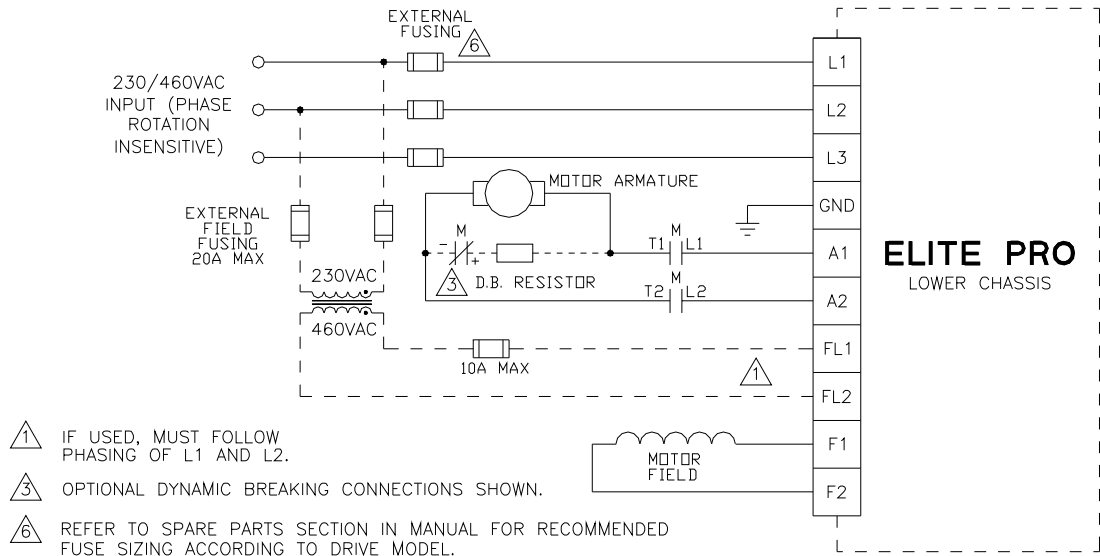 EXTERNAL
FUSING
6
230/460VAC
INPUT (PHASE
ROTATION
INSENSITIVE)
L1
L2
L3
GND
A1
A2
FL1
FL2
F1
F2
ELITE PRO
LOWER CHASSIS
MOTOR ARMATURE
EXTERNAL
FIELD
FUSING
20A MAX
- M +
3
D.B. RESISTOR
M
T1 L1
M
T2 L2
230VAC
460VAC
10A MAX
1
MOTOR
FIELD
1 IF USED, MUST FOLLOW
PHASING OF L1 AND L2.
3 OPTIONAL DYNAMIC BREAKING CONNECTIONS SHOWN.
6 REFER TO SPARE PARTS SECTION IN MANUAL FOR RECOMMENDED
FUSE SIZING ACCORDING TO DRIVE MODEL.